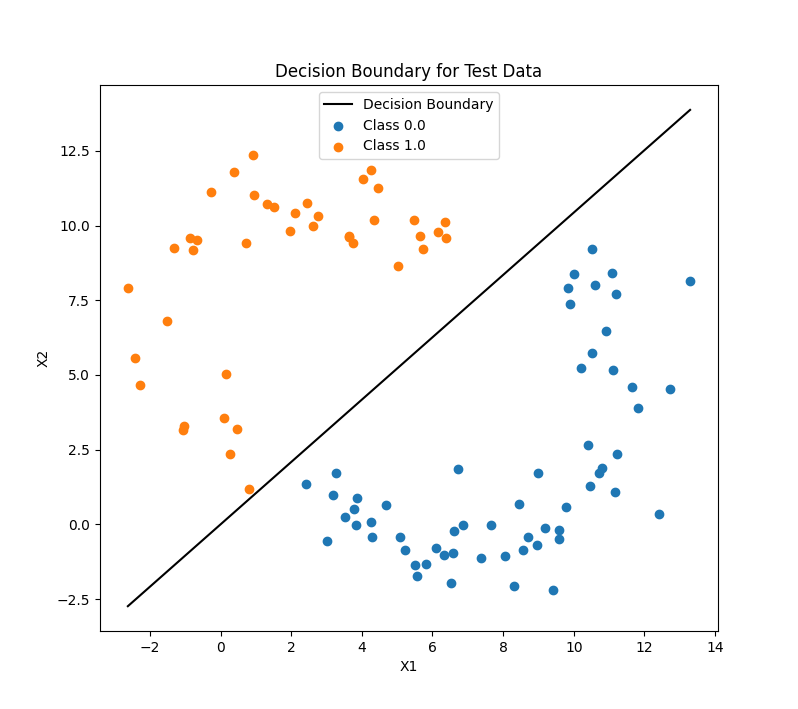 Decision Boundary for Test Data
Decision Boundary
Class 0.0
Class 1.0
12.5
10.0
7.5
5.0
2.5
0.0
−2.5
X2
−2 0 2 4 6 8 10 12 14
X1